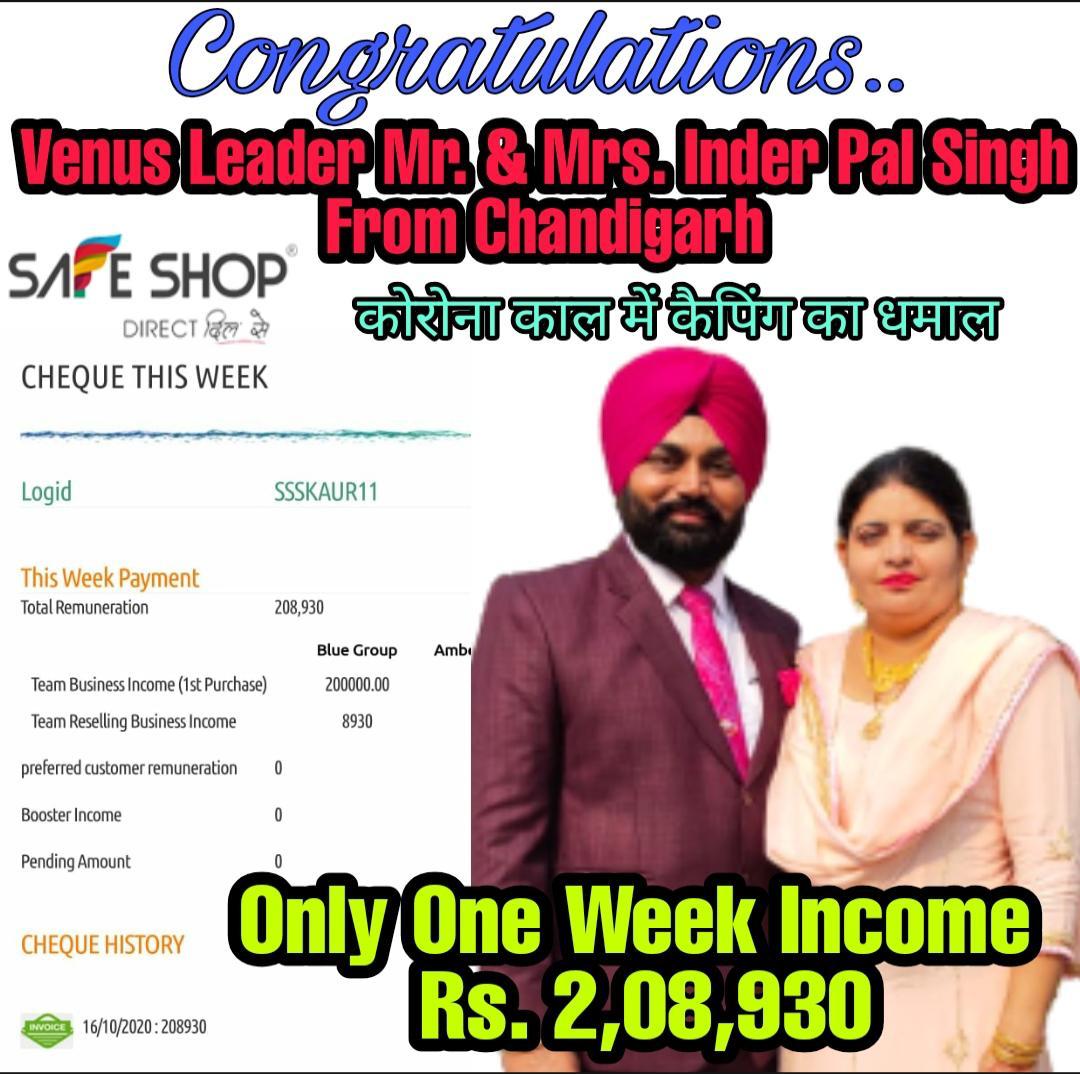 Congratulations..
Venus Leader Mr. & Mrs. Inder Pal Singh
From Chandigarh
SAFE SHOP®
DIRECT दिल से
कोरोना काल में कैपिंग का धमाल
CHEQUE THIS WEEK
Logid SSSKAUR11
This Week Payment
Total Remuneration 208,930
Blue Group Ambe
Team Business Income (1st Purchase) 200000.00
Team Reselling Business Income 8930
preferred customer remuneration 0
Booster Income 0
Pending Amount 0
Only One Week Income
CHEQUE HISTORY
Rs. 2,08,930
INVOICE 16/10/2020 : 208930